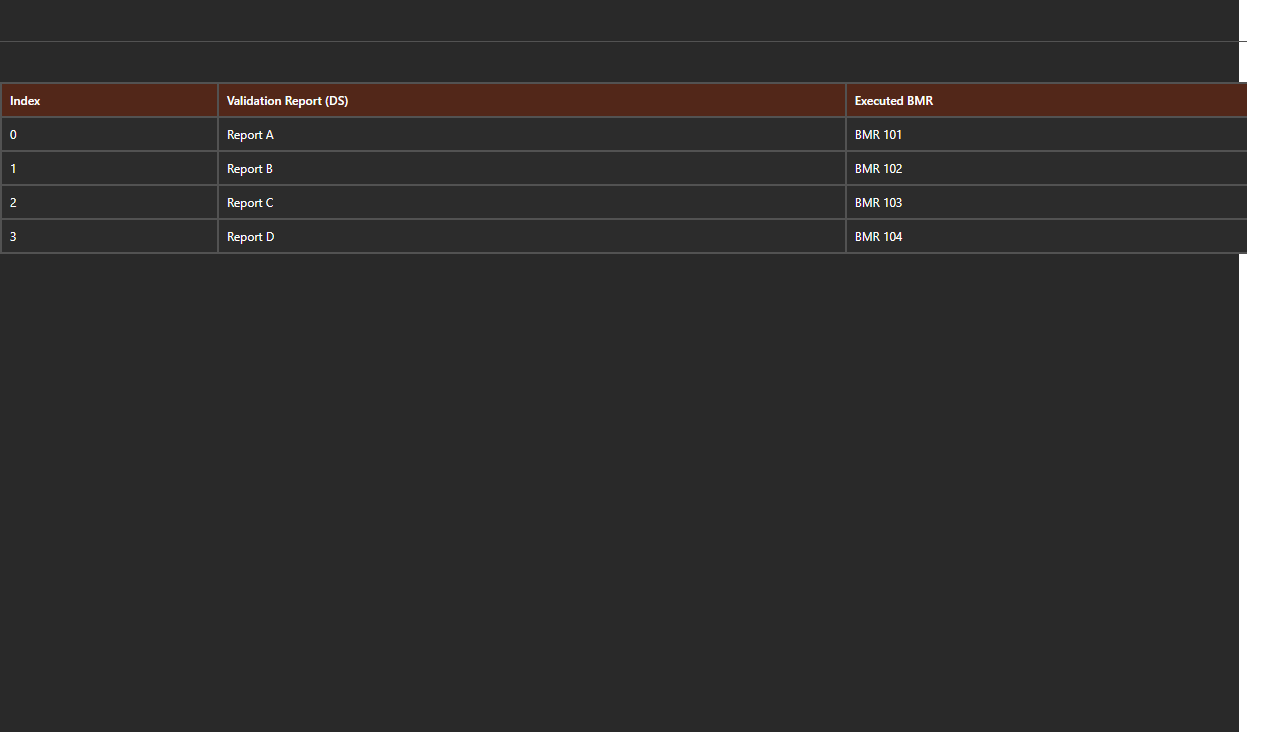 Index Validation Report (DS) Executed BMR
0 Report A BMR 101
1 Report B BMR 102
2 Report C BMR 103
3 Report D BMR 104